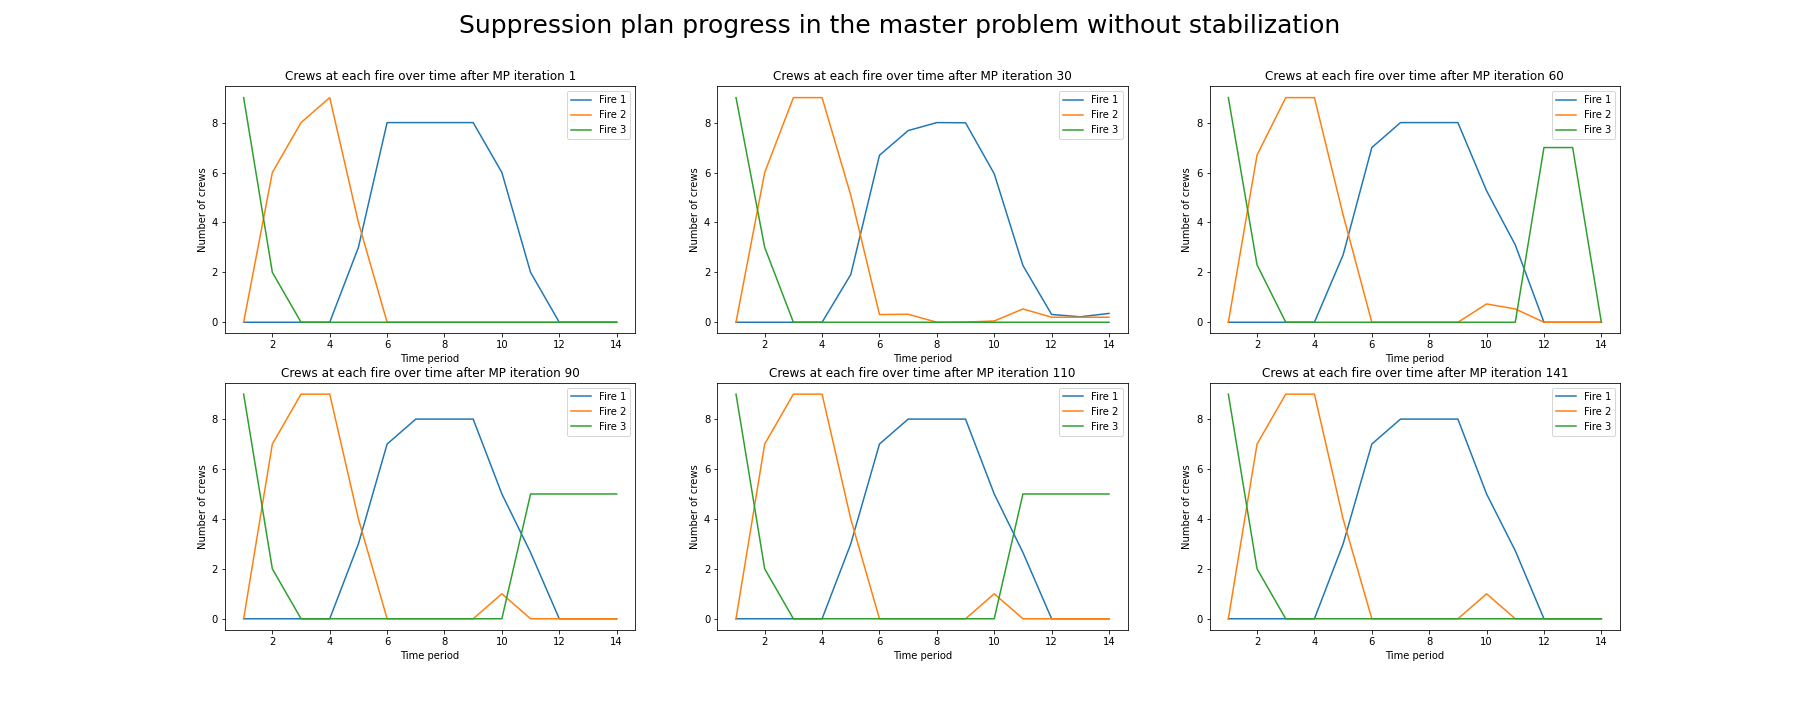 Suppression plan progress in the master problem without stabilization
Crews at each fire over time after MP iteration 1
Number of crews
8
6
4
2
0
Fire 1
Fire 2
Fire 3
2 4 6 8 10 12 14
Time period
Crews at each fire over time after MP iteration 30
Number of crews
8
6
4
2
0
Fire 1
Fire 2
Fire 3
2 4 6 8 10 12 14
Time period
Crews at each fire over time after MP iteration 60
Number of crews
8
6
4
2
0
Fire 1
Fire 2
Fire 3
2 4 6 8 10 12 14
Time period
Crews at each fire over time after MP iteration 90
Number of crews
8
6
4
2
0
Fire 1
Fire 2
Fire 3
2 4 6 8 10 12 14
Time period
Crews at each fire over time after MP iteration 110
Number of crews
8
6
4
2
0
Fire 1
Fire 2
Fire 3
2 4 6 8 10 12 14
Time period
Crews at each fire over time after MP iteration 141
Number of crews
8
6
4
2
0
Fire 1
Fire 2
Fire 3
2 4 6 8 10 12 14
Time period